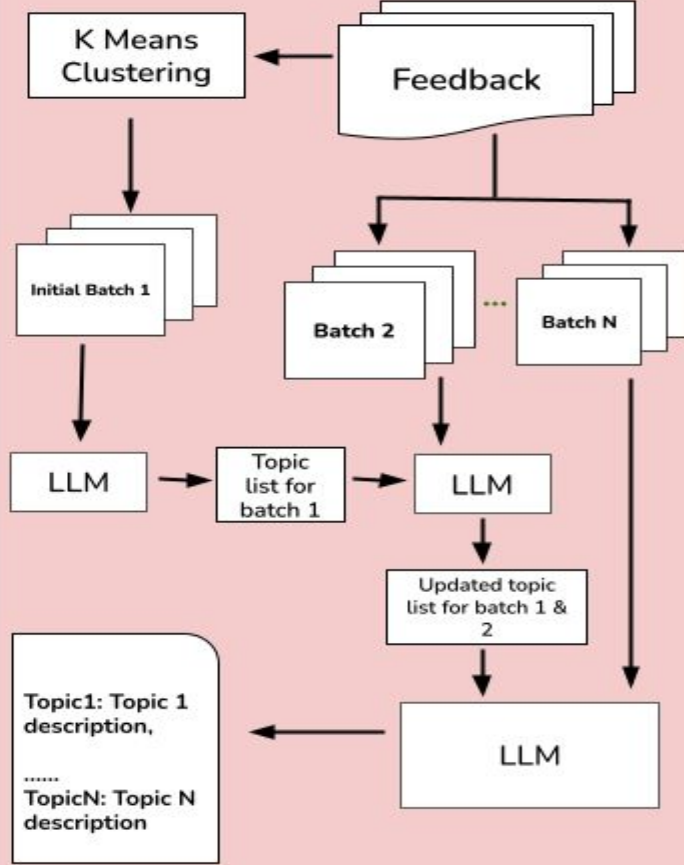 K Means
Clustering
Feedback
Initial Batch 1
Batch 2
...
Batch N
LLM
Topic
list for
batch 1
LLM
Updated topic
list for batch 1 &
2
LLM
Topic1: Topic 1
description,
......
TopicN: Topic N
description